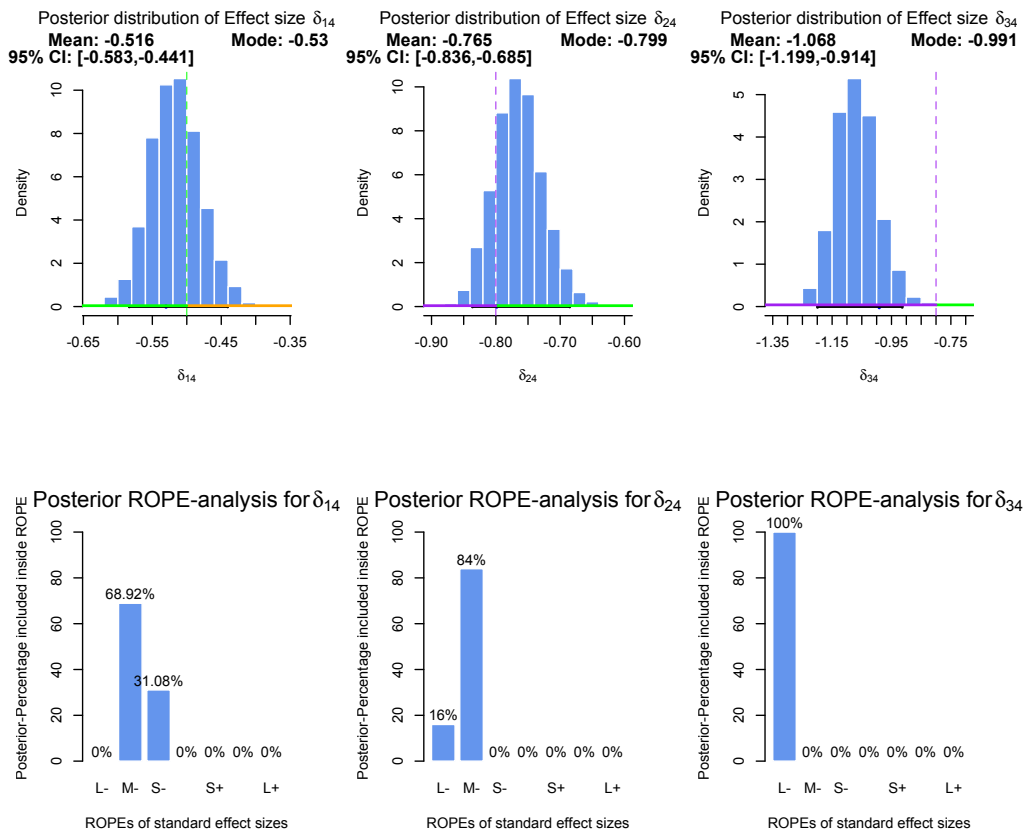 Posterior distribution of Effect size δ14
Mean: -0.516 Mode: -0.53
95% CI: [-0.583,-0.441]
Density
0 2 4 6 8 10
-0.65 -0.55 -0.45 -0.35
δ14
Posterior distribution of Effect size δ24
Mean: -0.765 Mode: -0.799
95% CI: [-0.836,-0.685]
Density
0 2 4 6 8 10
-0.90 -0.80 -0.70 -0.60
δ24
Posterior distribution of Effect size δ34
Mean: -1.068 Mode: -0.991
95% CI: [-1.199,-0.914]
Density
0 1 2 3 4 5
-1.35 -1.15 -0.95 -0.75
δ34
Posterior ROPE-analysis for δ14
Posterior-Percentage included inside ROPE
0 20 40 60 80 100
0% 68.92% 31.08% 0% 0% 0% 0%
L- M- S- S+ L+
ROPEs of standard effect sizes
Posterior ROPE-analysis for δ24
Posterior-Percentage included inside ROPE
0 20 40 60 80 100
16% 84% 0% 0% 0% 0% 0%
L- M- S- S+ L+
ROPEs of standard effect sizes
Posterior ROPE-analysis for δ34
Posterior-Percentage included inside ROPE
0 20 40 60 80 100
100% 0% 0% 0% 0% 0% 0%
L- M- S- S+ L+
ROPEs of standard effect sizes